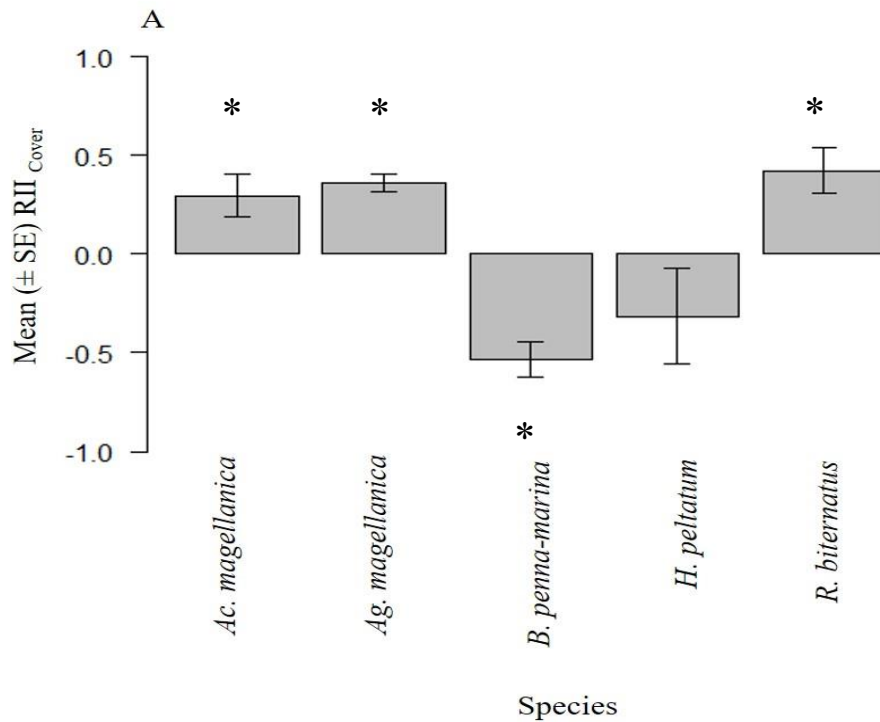 A
Mean (± SE) RII Cover
1.0
0.5
0.0
-0.5
-1.0
*
*
*
*
Ac. magellanica
Ag. magellanica
B. penna-marina
H. peltatum
R. biternatus
Species